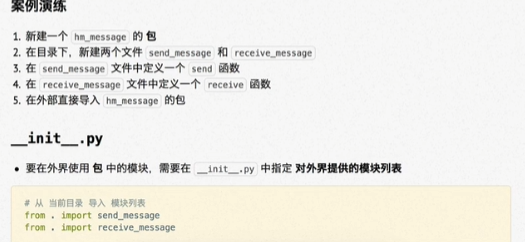 案例演练
1. 新建一个 hm_message 的 包
2. 在目录下，新建两个文件 send_message 和 receive_message
3. 在 send_message 文件中定义一个 send 函数
4. 在 receive_message 文件中定义一个 receive 函数
5. 在外部直接导入 hm_message 的包
__init__.py
• 要在外界使用 包 中的模块，需要在 __init__.py 中指定 对外界提供的模块列表
# 从 当前目录 导入 模块列表
from . import send_message
from . import receive_message